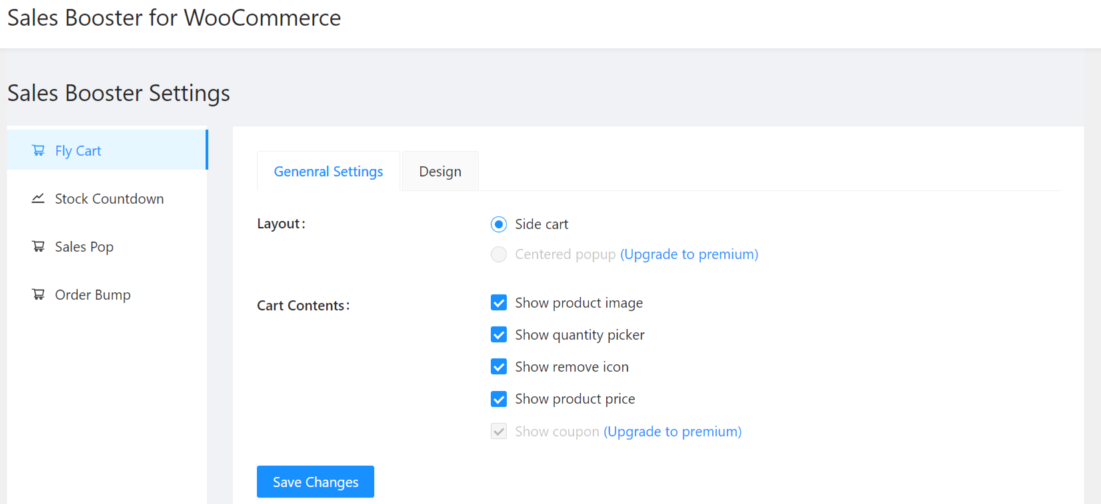 Sales Booster for WooCommerce
Sales Booster Settings
Fly Cart
Stock Countdown
Sales Pop
Order Bump
Genenral Settings
Design
Layout:
Side cart
Centered popup (Upgrade to premium)
Cart Contents:
Show product image
Show quantity picker
Show remove icon
Show product price
Show coupon (Upgrade to premium)
Save Changes